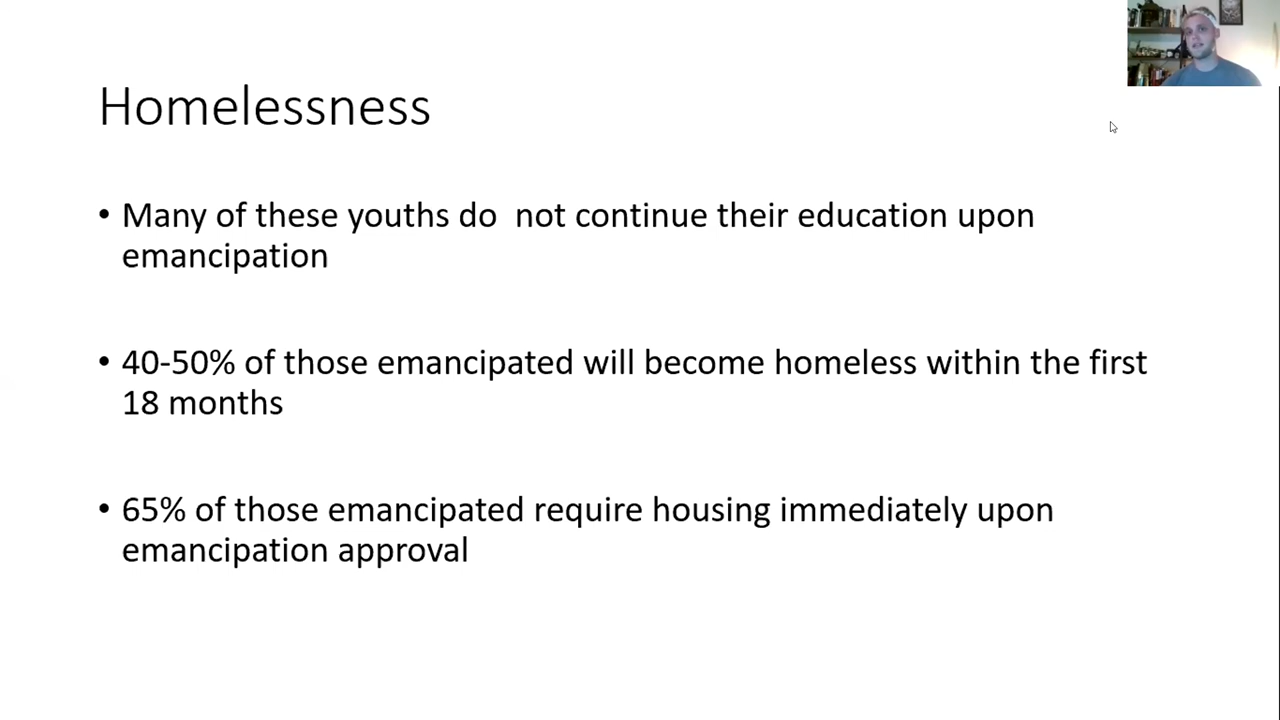 Homelessness
• Many of these youths do  not continue their education upon
emancipation
• 40-50% of those emancipated will become homeless within the first
18 months
• 65% of those emancipated require housing immediately upon
emancipation approval